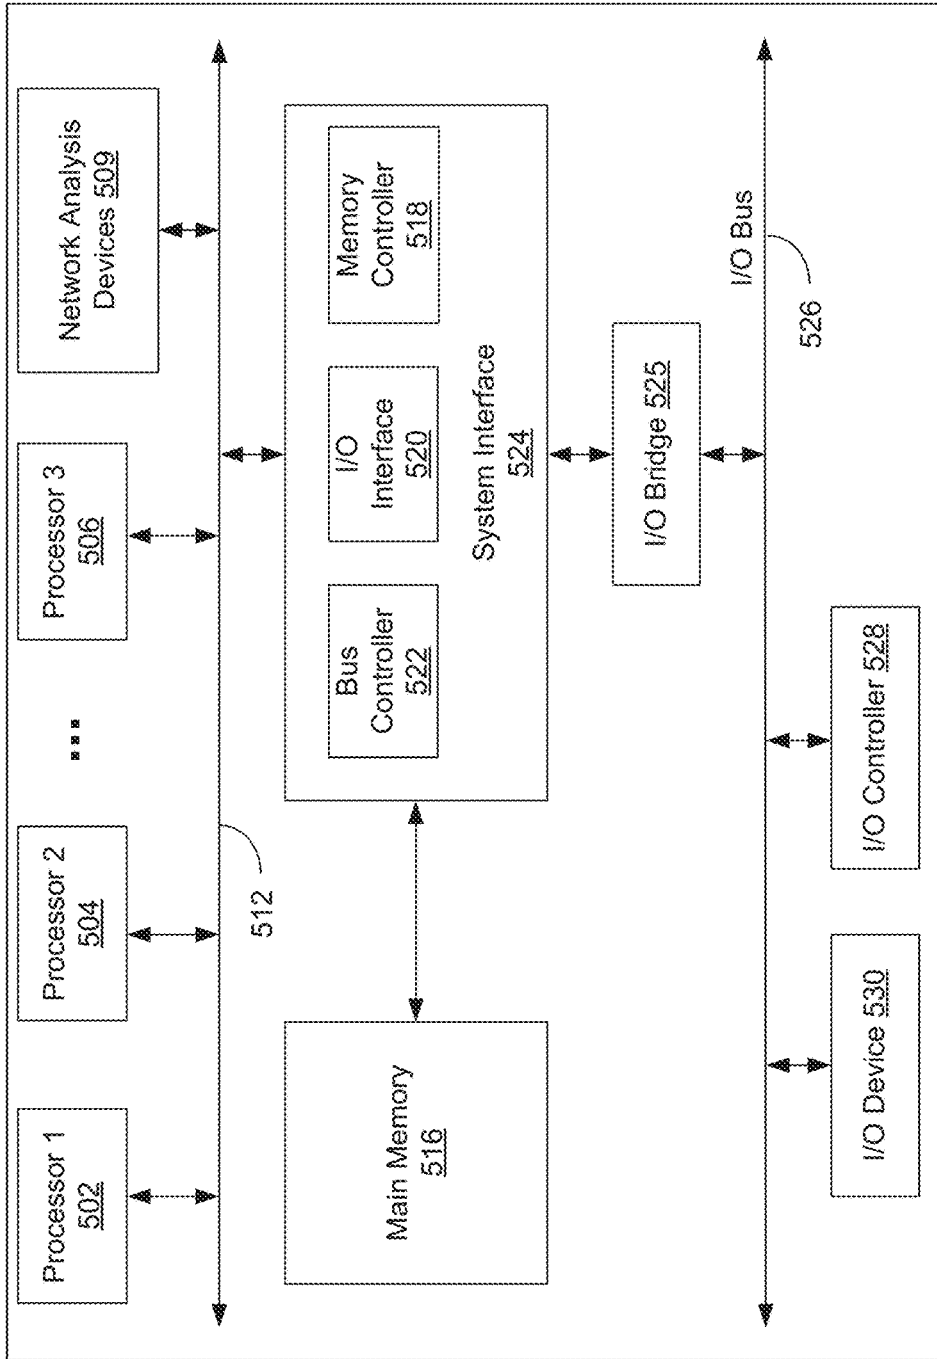 Processor 1
502
Processor 2
504
...
Processor 3
506
Network Analysis
Devices 509
512
Main Memory
516
Bus
Controller
522
I/O
Interface
520
Memory
Controller
518
System Interface
524
I/O Bridge 525
I/O Bus
526
I/O Device 530
I/O Controller 528